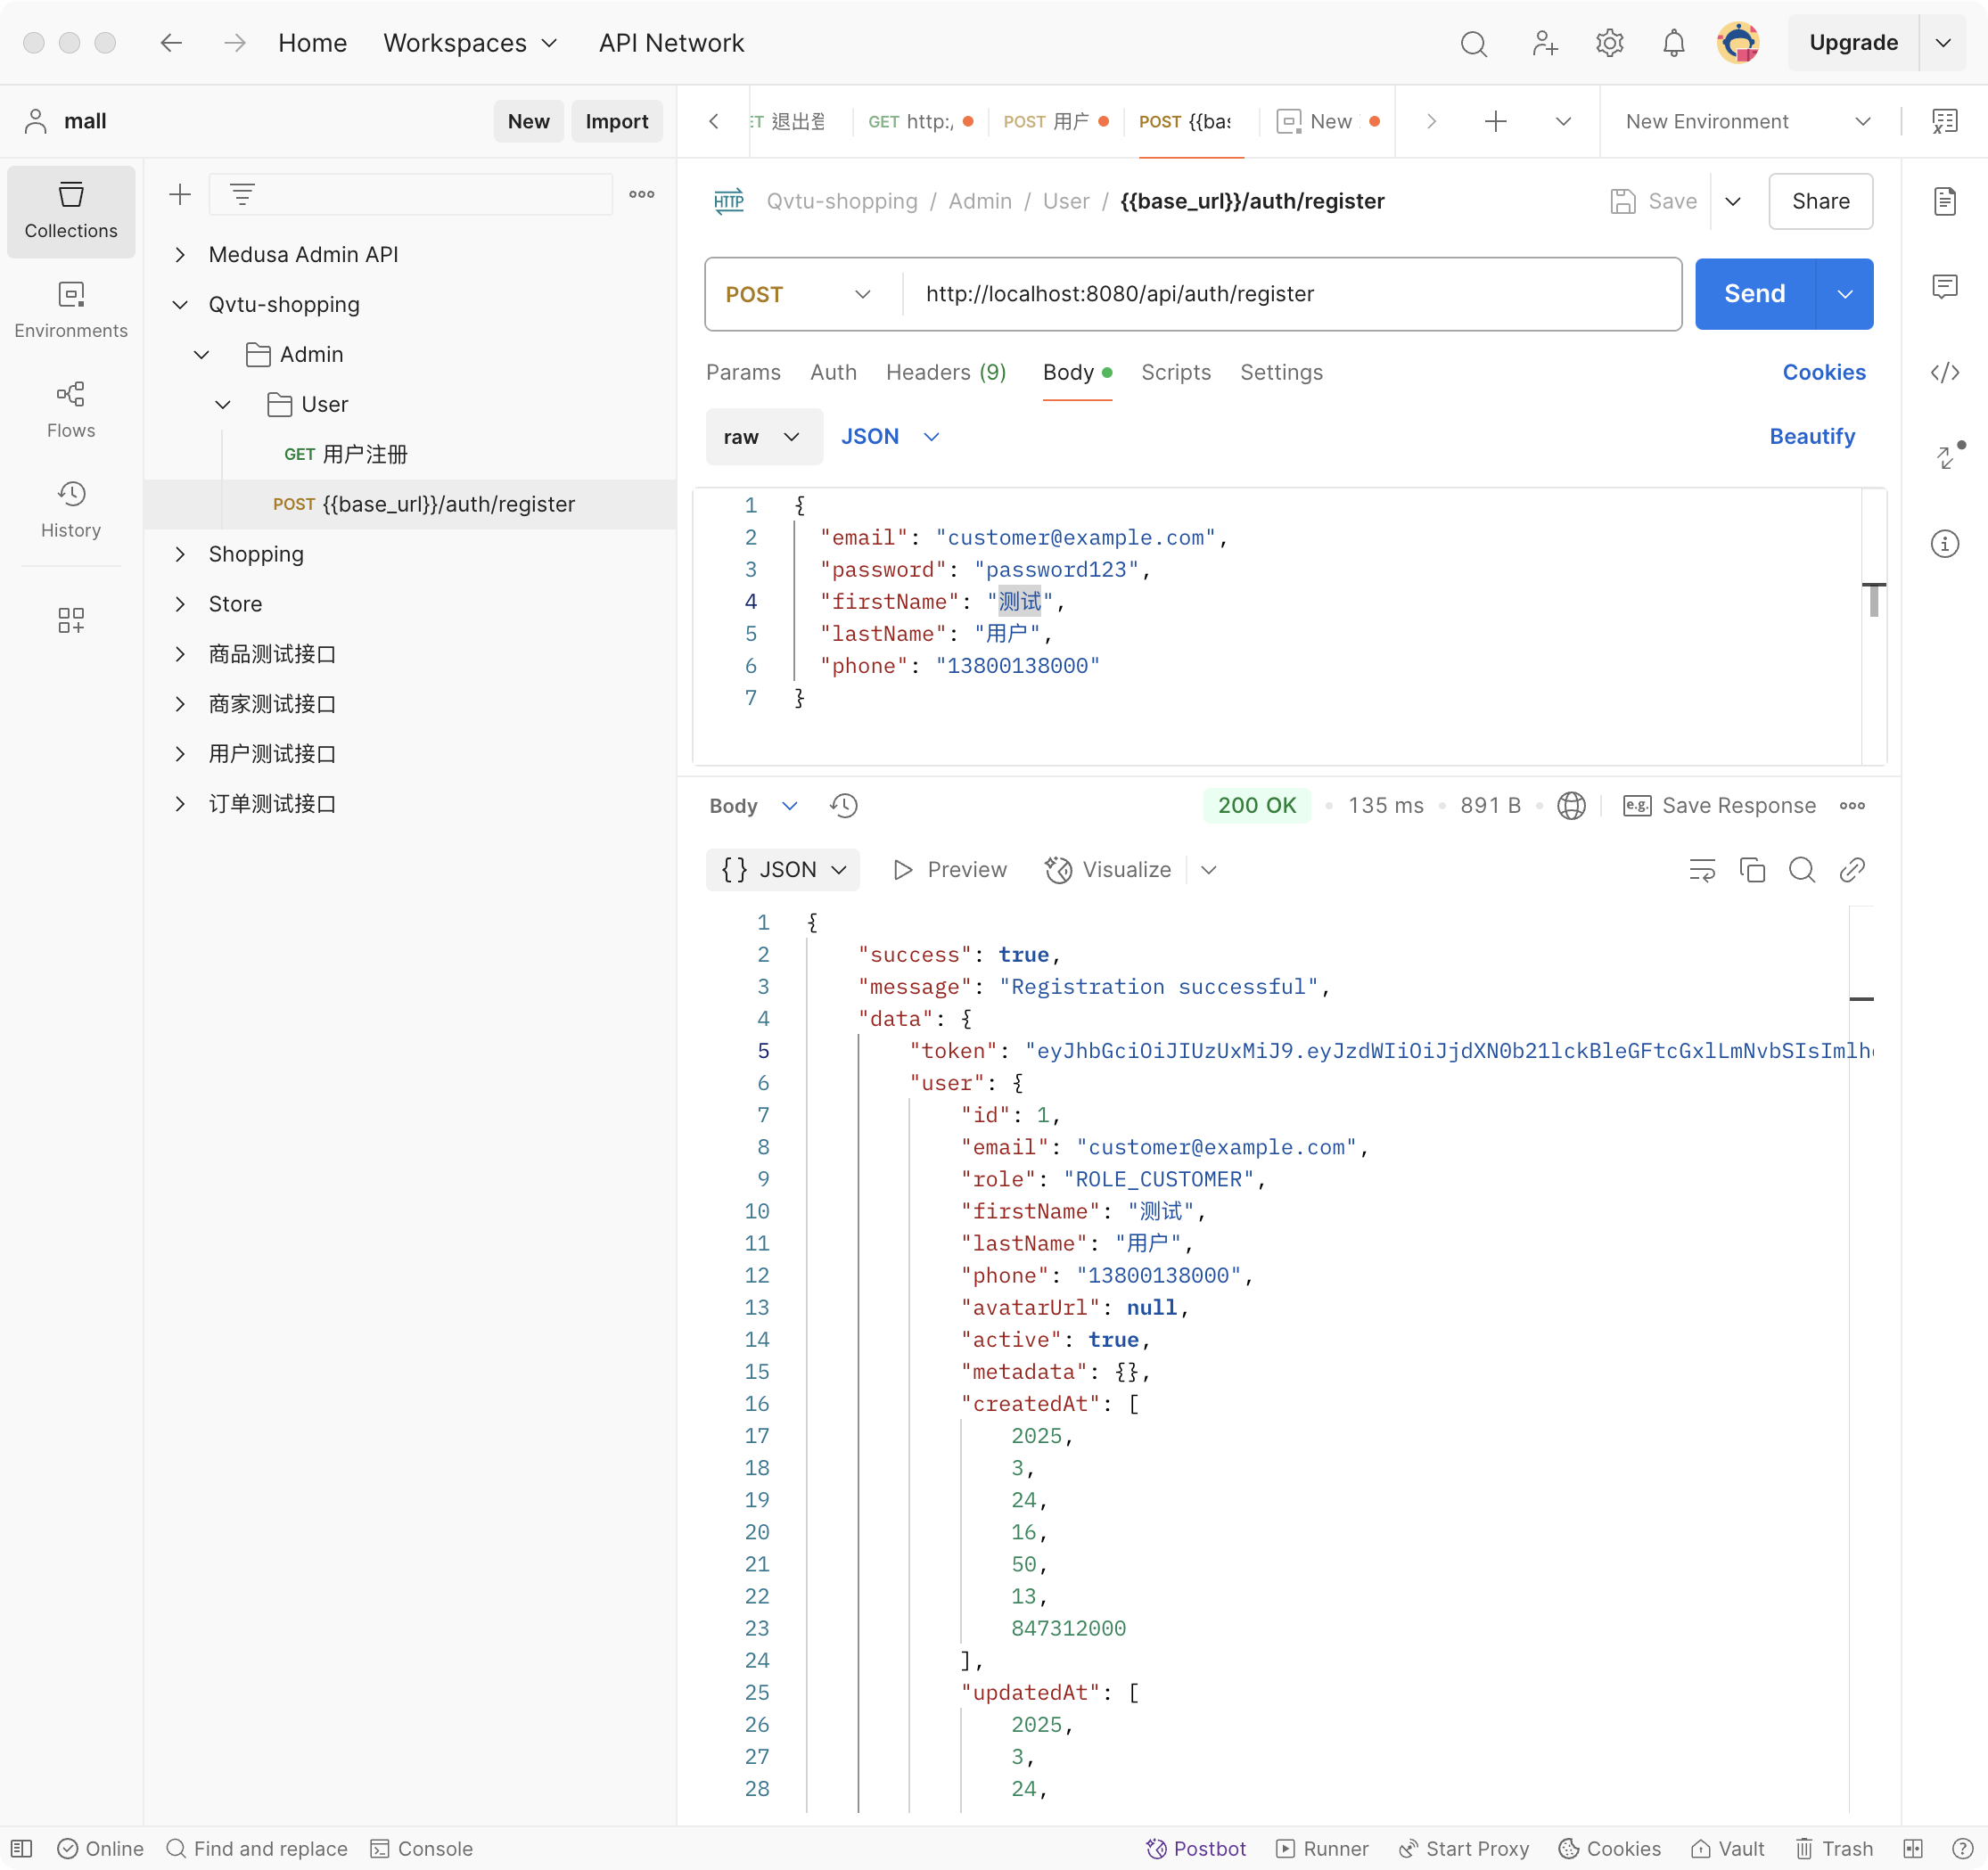 Home Workspaces API Network Upgrade
mall New Import
ET 退出登 GET http:/ POST 用户 POST {{bas New New Environment
Collections
Environments
Flows
History
Medusa Admin API
Qvtu-shopping
Admin
User
GET 用户注册
POST {{base_url}}/auth/register
Shopping
Store
商品测试接口
商家测试接口
用户测试接口
订单测试接口
HTTP Qvtu-shopping / Admin / User / {{base_url}}/auth/register Save Share
POST http://localhost:8080/api/auth/register Send
Params Auth Headers (9) Body Scripts Settings Cookies
raw JSON Beautify
1 {
2 "email": "customer@example.com",
3 "password": "password123",
4 "firstName": "测试",
5 "lastName": "用户",
6 "phone": "13800138000"
7 }
Body 200 OK 135 ms 891 B e.g. Save Response
{} JSON Preview Visualize
1 {
2 "success": true,
3 "message": "Registration successful",
4 "data": {
5 "token": "eyJhbGciOiJIUzUxMiJ9.eyJzdWIiOiJjdXN0b21lckBleGFtcGxlLmNvbSIsImlh
6 "user": {
7 "id": 1,
8 "email": "customer@example.com",
9 "role": "ROLE_CUSTOMER",
10 "firstName": "测试",
11 "lastName": "用户",
12 "phone": "13800138000",
13 "avatarUrl": null,
14 "active": true,
15 "metadata": {},
16 "createdAt": [
17 2025,
18 3,
19 24,
20 16,
21 50,
22 13,
23 847312000
24 ],
25 "updatedAt": [
26 2025,
27 3,
28 24,
Online Find and replace Console Postbot Runner Start Proxy Cookies Vault Trash